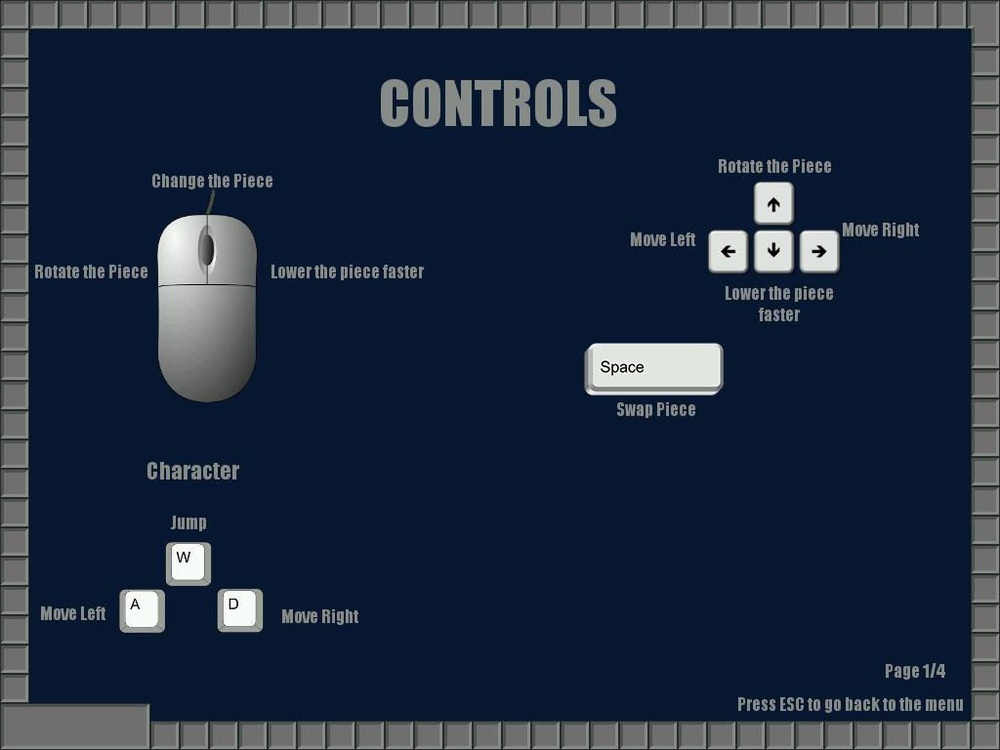 CONTROLS
Change the Piece
Rotate the Piece
Lower the piece faster
Rotate the Piece
Move Left
Move Right
Lower the piece
faster
Space
Swap Piece
Character
Jump
W
A
D
Move Left
Move Right
Page 1/4
Press ESC to go back to the menu